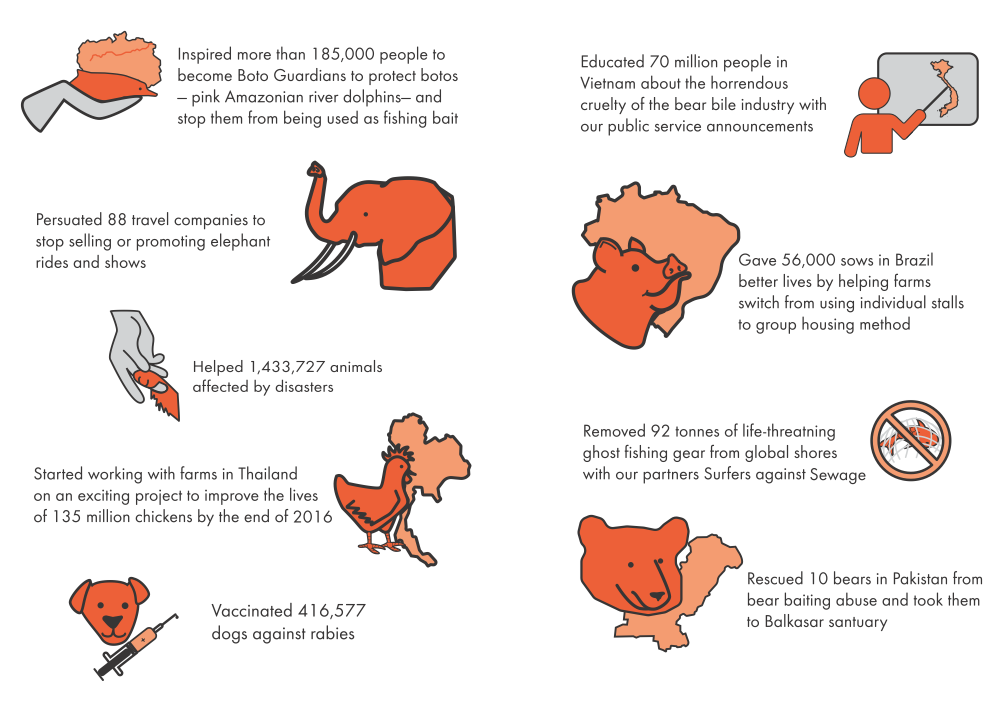 Inspired more than 185,000 people to
become Boto Guardians to protect botos
– pink Amazonian river dolphins– and
stop them from being used as fishing bait
Persuaded 88 travel companies to
stop selling or promoting elephant
rides and shows
Helped 1,433,727 animals
affected by disasters
Started working with farms in Thailand
on an exciting project to improve the lives
of 135 million chickens by the end of 2016
Vaccinated 416,577
dogs against rabies
Educated 70 million people in
Vietnam about the horrendous
cruelty of the bear bile industry with
our public service announcements
Gave 56,000 sows in Brazil
better lives by helping farms
switch from using individual stalls
to group housing method
Removed 92 tonnes of life-threatning
ghost fishing gear from global shores
with our partners Surfers against Sewage
Rescued 10 bears in Pakistan from
bear baiting abuse and took them
to Balkasar santuary